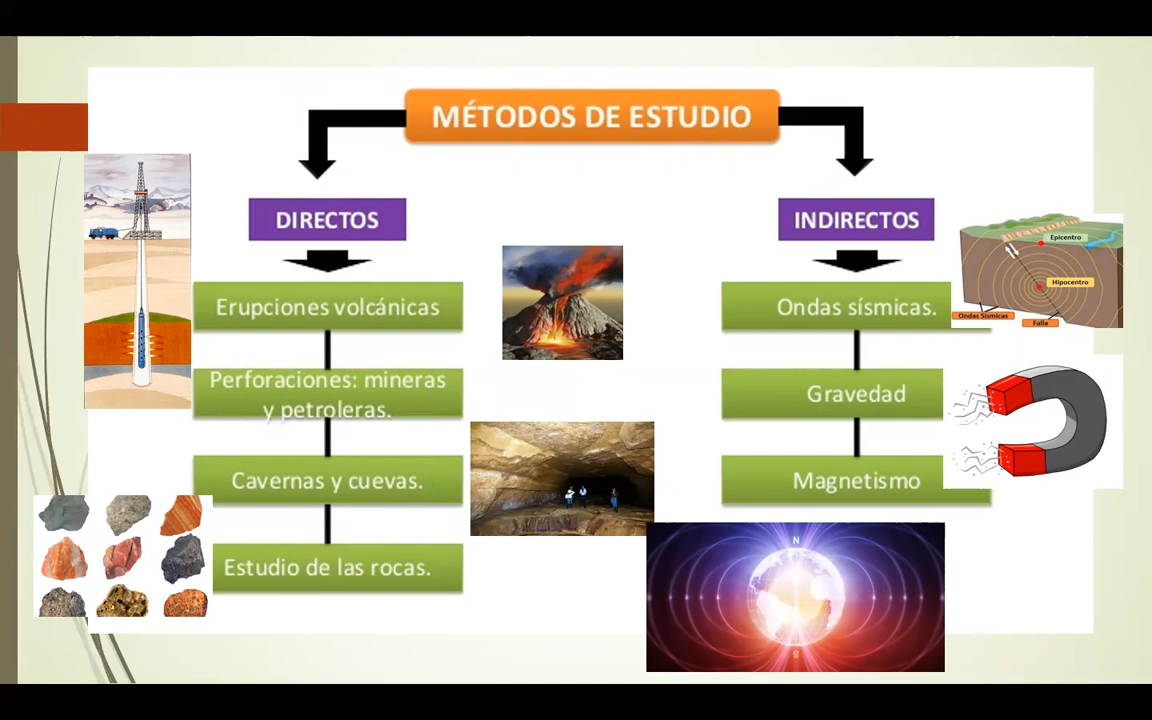 MÉTODOS DE ESTUDIO
DIRECTOS
INDIRECTOS
Erupciones volcánicas
Perforaciones: mineras
y petroleras.
Cavernas y cuevas.
Estudio de las rocas.
Ondas sísmicas.
Gravedad
Magnetismo
Epicentro
Hipocentro
Ondas Sísmicas
Falla
N
S